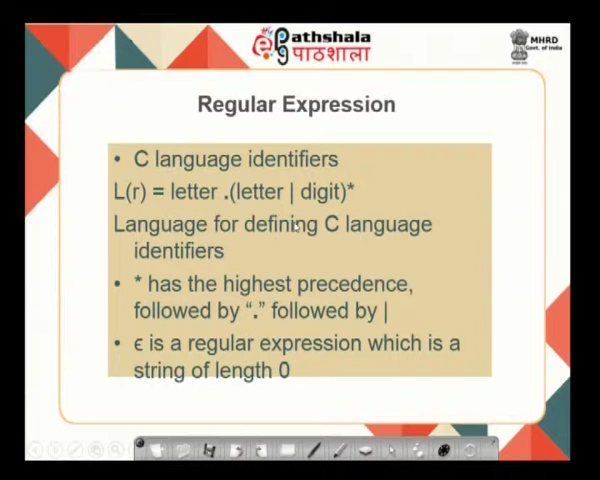 Pathshala
पाठशाला
MHRD
Govt. of India
Regular Expression
• C language identifiers
L(r) = letter .(letter | digit)*
Language for defining C language
identifiers
• * has the highest precedence,
followed by “.” followed by |
• ϵ is a regular expression which is a
string of length 0